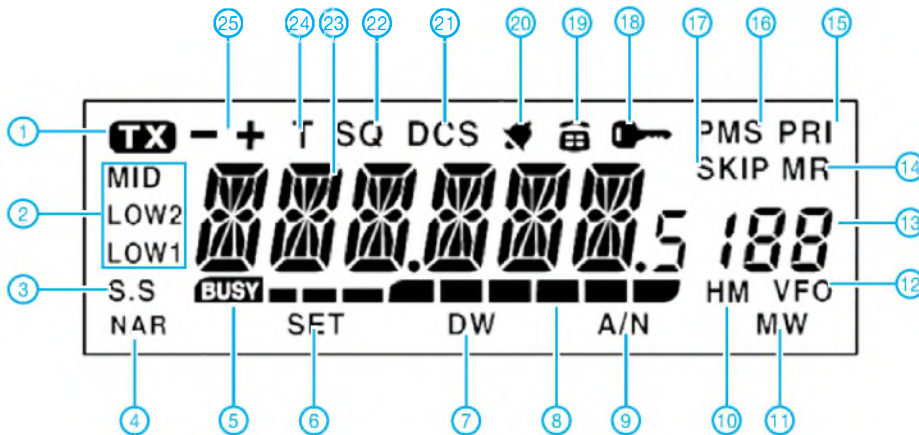 25 24 23 22 21 20 19 18 17 16 15
1 TX - + T SQ DCS PMS PRI
MID SKIP MR 14
2 LOW2
LOW1 .5 188 13
3 S.S BUSY HM VFO 12
NAR SET DW A/N MW
4 5 6 7 8 9 10 11